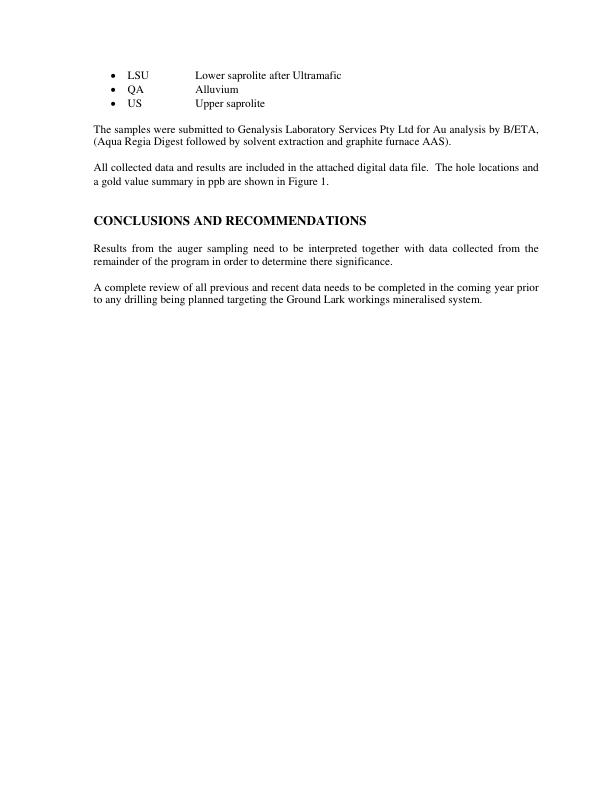 • LSU Lower saprolite after Ultramafic
• QA Alluvium
• US Upper saprolite
The samples were submitted to Genalysis Laboratory Services Pty Ltd for Au analysis by B/ETA,
(Aqua Regia Digest followed by solvent extraction and graphite furnace AAS).
All collected data and results are included in the attached digital data file. The hole locations and
a gold value summary in ppb are shown in Figure 1.
CONCLUSIONS AND RECOMMENDATIONS
Results from the auger sampling need to be interpreted together with data collected from the
remainder of the program in order to determine there significance.
A complete review of all previous and recent data needs to be completed in the coming year prior
to any drilling being planned targeting the Ground Lark workings mineralised system.